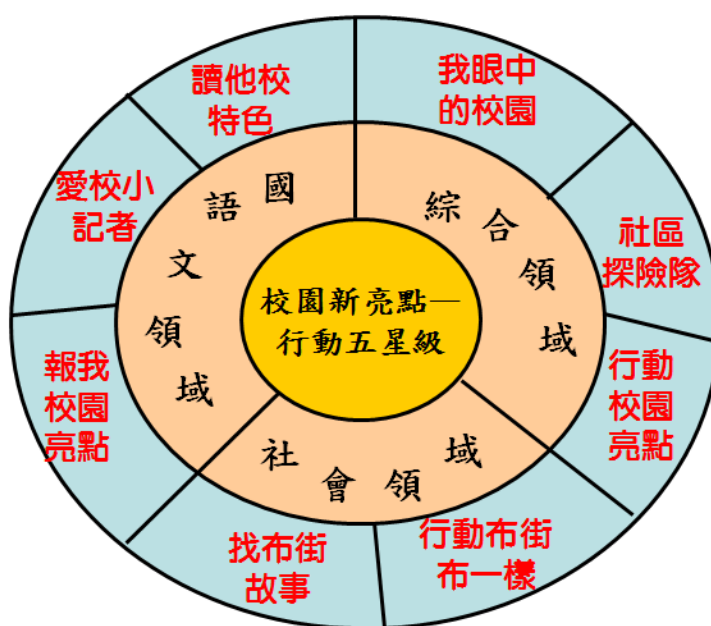 校園新亮點—
行動五星級
國語文領域
綜合領域
社會領域
讀他校
特色
我眼中
的校園
愛校小
記者
社區
探險隊
報我
校園
亮點
行動
校園
亮點
找布街
故事
行動布街
布一樣